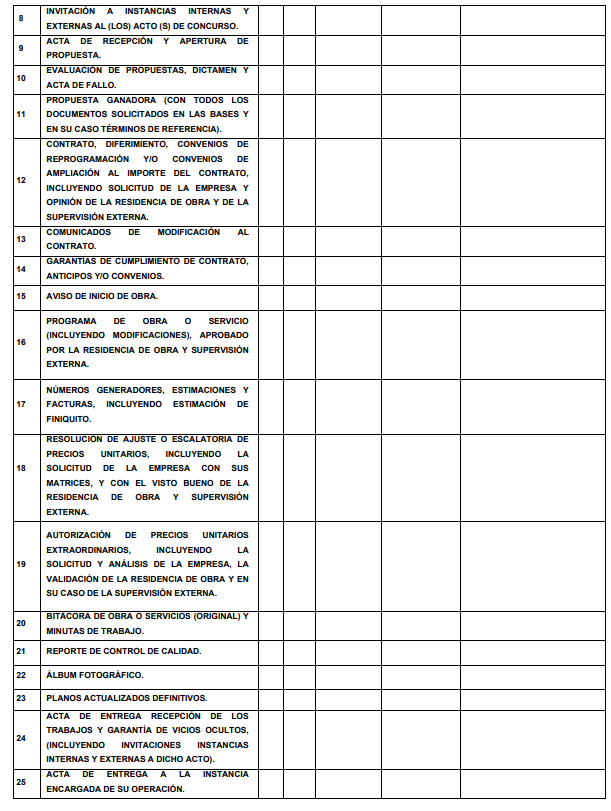 8 INVITACIÓN A INSTANCIAS INTERNAS Y
EXTERNAS AL (LOS) ACTO (S) DE CONCURSO.
9 ACTA DE RECEPCIÓN Y APERTURA DE
PROPUESTA.
10 EVALUACIÓN DE PROPUESTAS, DICTAMEN Y
ACTA DE FALLO.
11 PROPUESTA GANADORA (CON TODOS LOS
DOCUMENTOS SOLICITADOS EN LAS BASES Y
EN SU CASO TÉRMINOS DE REFERENCIA).
12 CONTRATO, DIFERIMIENTO, CONVENIOS DE
REPROGRAMACIÓN Y/O CONVENIOS DE
AMPLIACIÓN AL IMPORTE DEL CONTRATO,
INCLUYENDO SOLICITUD DE LA EMPRESA Y
OPINIÓN DE LA RESIDENCIA DE OBRA Y DE LA
SUPERVISIÓN EXTERNA.
13 COMUNICADOS DE MODIFICACIÓN AL
CONTRATO.
14 GARANTÍAS DE CUMPLIMIENTO DE CONTRATO,
ANTICIPOS Y/O CONVENIOS.
15 AVISO DE INICIO DE OBRA.
16 PROGRAMA DE OBRA O SERVICIO
(INCLUYENDO MODIFICACIONES), APROBADO
POR LA RESIDENCIA DE OBRA Y SUPERVISIÓN
EXTERNA.
17 NÚMEROS GENERADORES, ESTIMACIONES Y
FACTURAS, INCLUYENDO ESTIMACIÓN DE
FINIQUITO.
18 RESOLUCIÓN DE AJUSTE O ESCALATORIA DE
PRECIOS UNITARIOS, INCLUYENDO LA
SOLICITUD DE LA EMPRESA CON SUS
MATRICES, Y CON EL VISTO BUENO DE LA
RESIDENCIA DE OBRA Y SUPERVISIÓN
EXTERNA.
19 AUTORIZACIÓN DE PRECIOS UNITARIOS
EXTRAORDINARIOS, INCLUYENDO LA
SOLICITUD Y ANÁLISIS DE LA EMPRESA, LA
VALIDACIÓN DE LA RESIDENCIA DE OBRA Y EN
SU CASO DE LA SUPERVISIÓN EXTERNA.
20 BITÁCORA DE OBRA O SERVICIOS (ORIGINAL) Y
MINUTAS DE TRABAJO.
21 REPORTE DE CONTROL DE CALIDAD.
22 ÁLBUM FOTOGRÁFICO.
23 PLANOS ACTUALIZADOS DEFINITIVOS.
24 ACTA DE ENTREGA RECEPCIÓN DE LOS
TRABAJOS Y GARANTÍA DE VICIOS OCULTOS,
(INCLUYENDO INVITACIONES INSTANCIAS
INTERNAS Y EXTERNAS A DICHO ACTO).
25 ACTA DE ENTREGA A LA INSTANCIA
ENCARGADA DE SU OPERACIÓN.